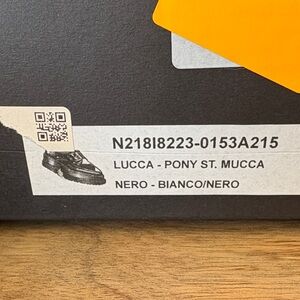 N218I8223-0153A215
LUCCA - PONY ST. MUCCA
NERO - BIANCO/NERO